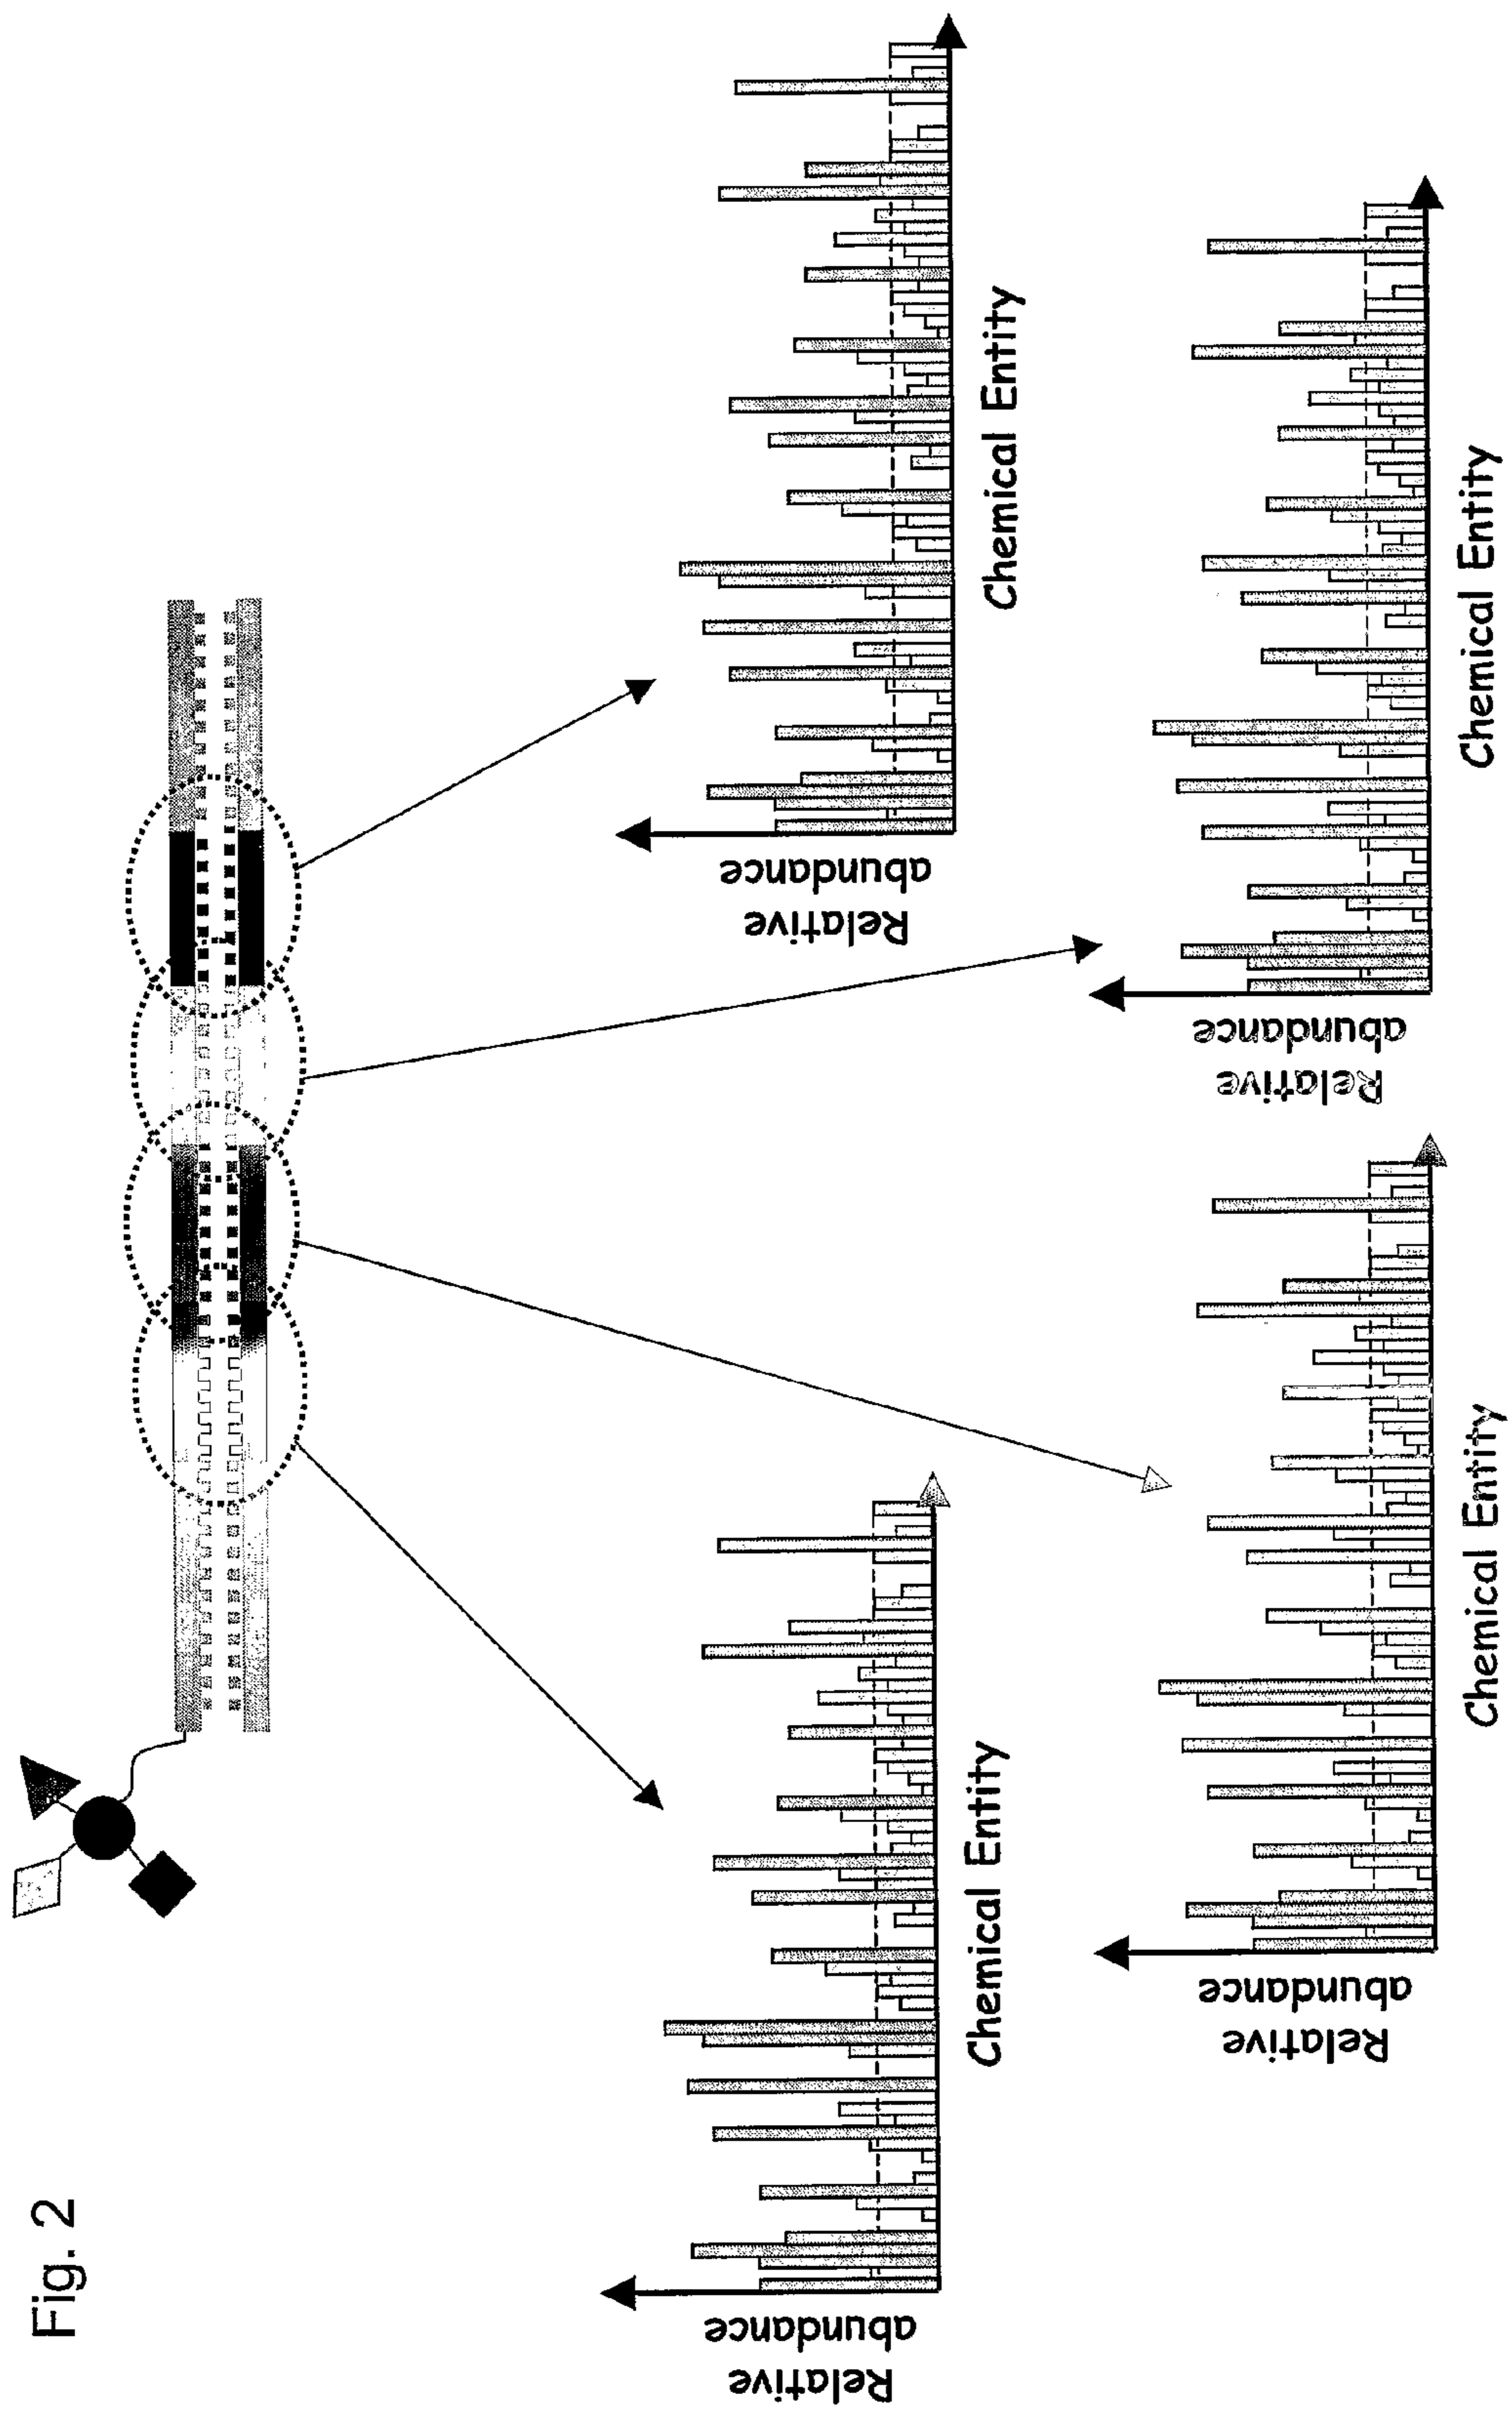 Fig. 2
Relative
abundance
Chemical Entity
Relative
abundance
Chemical Entity
Relative
abundance
Chemical Entity
Relative
abundance
Chemical Entity